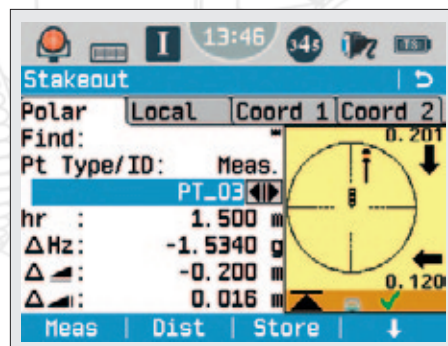 I 13:46 345
Stakeout
Polar Local Coord 1 Coord 2
Find: "
Pt Type/ID: Meas.
PT_03
hr : 1.500 m
ΔHz: -1.5340 g
Δ◢: -0.200 m
Δ◢: 0.016 m
0.201
0.120
Meas Dist Store